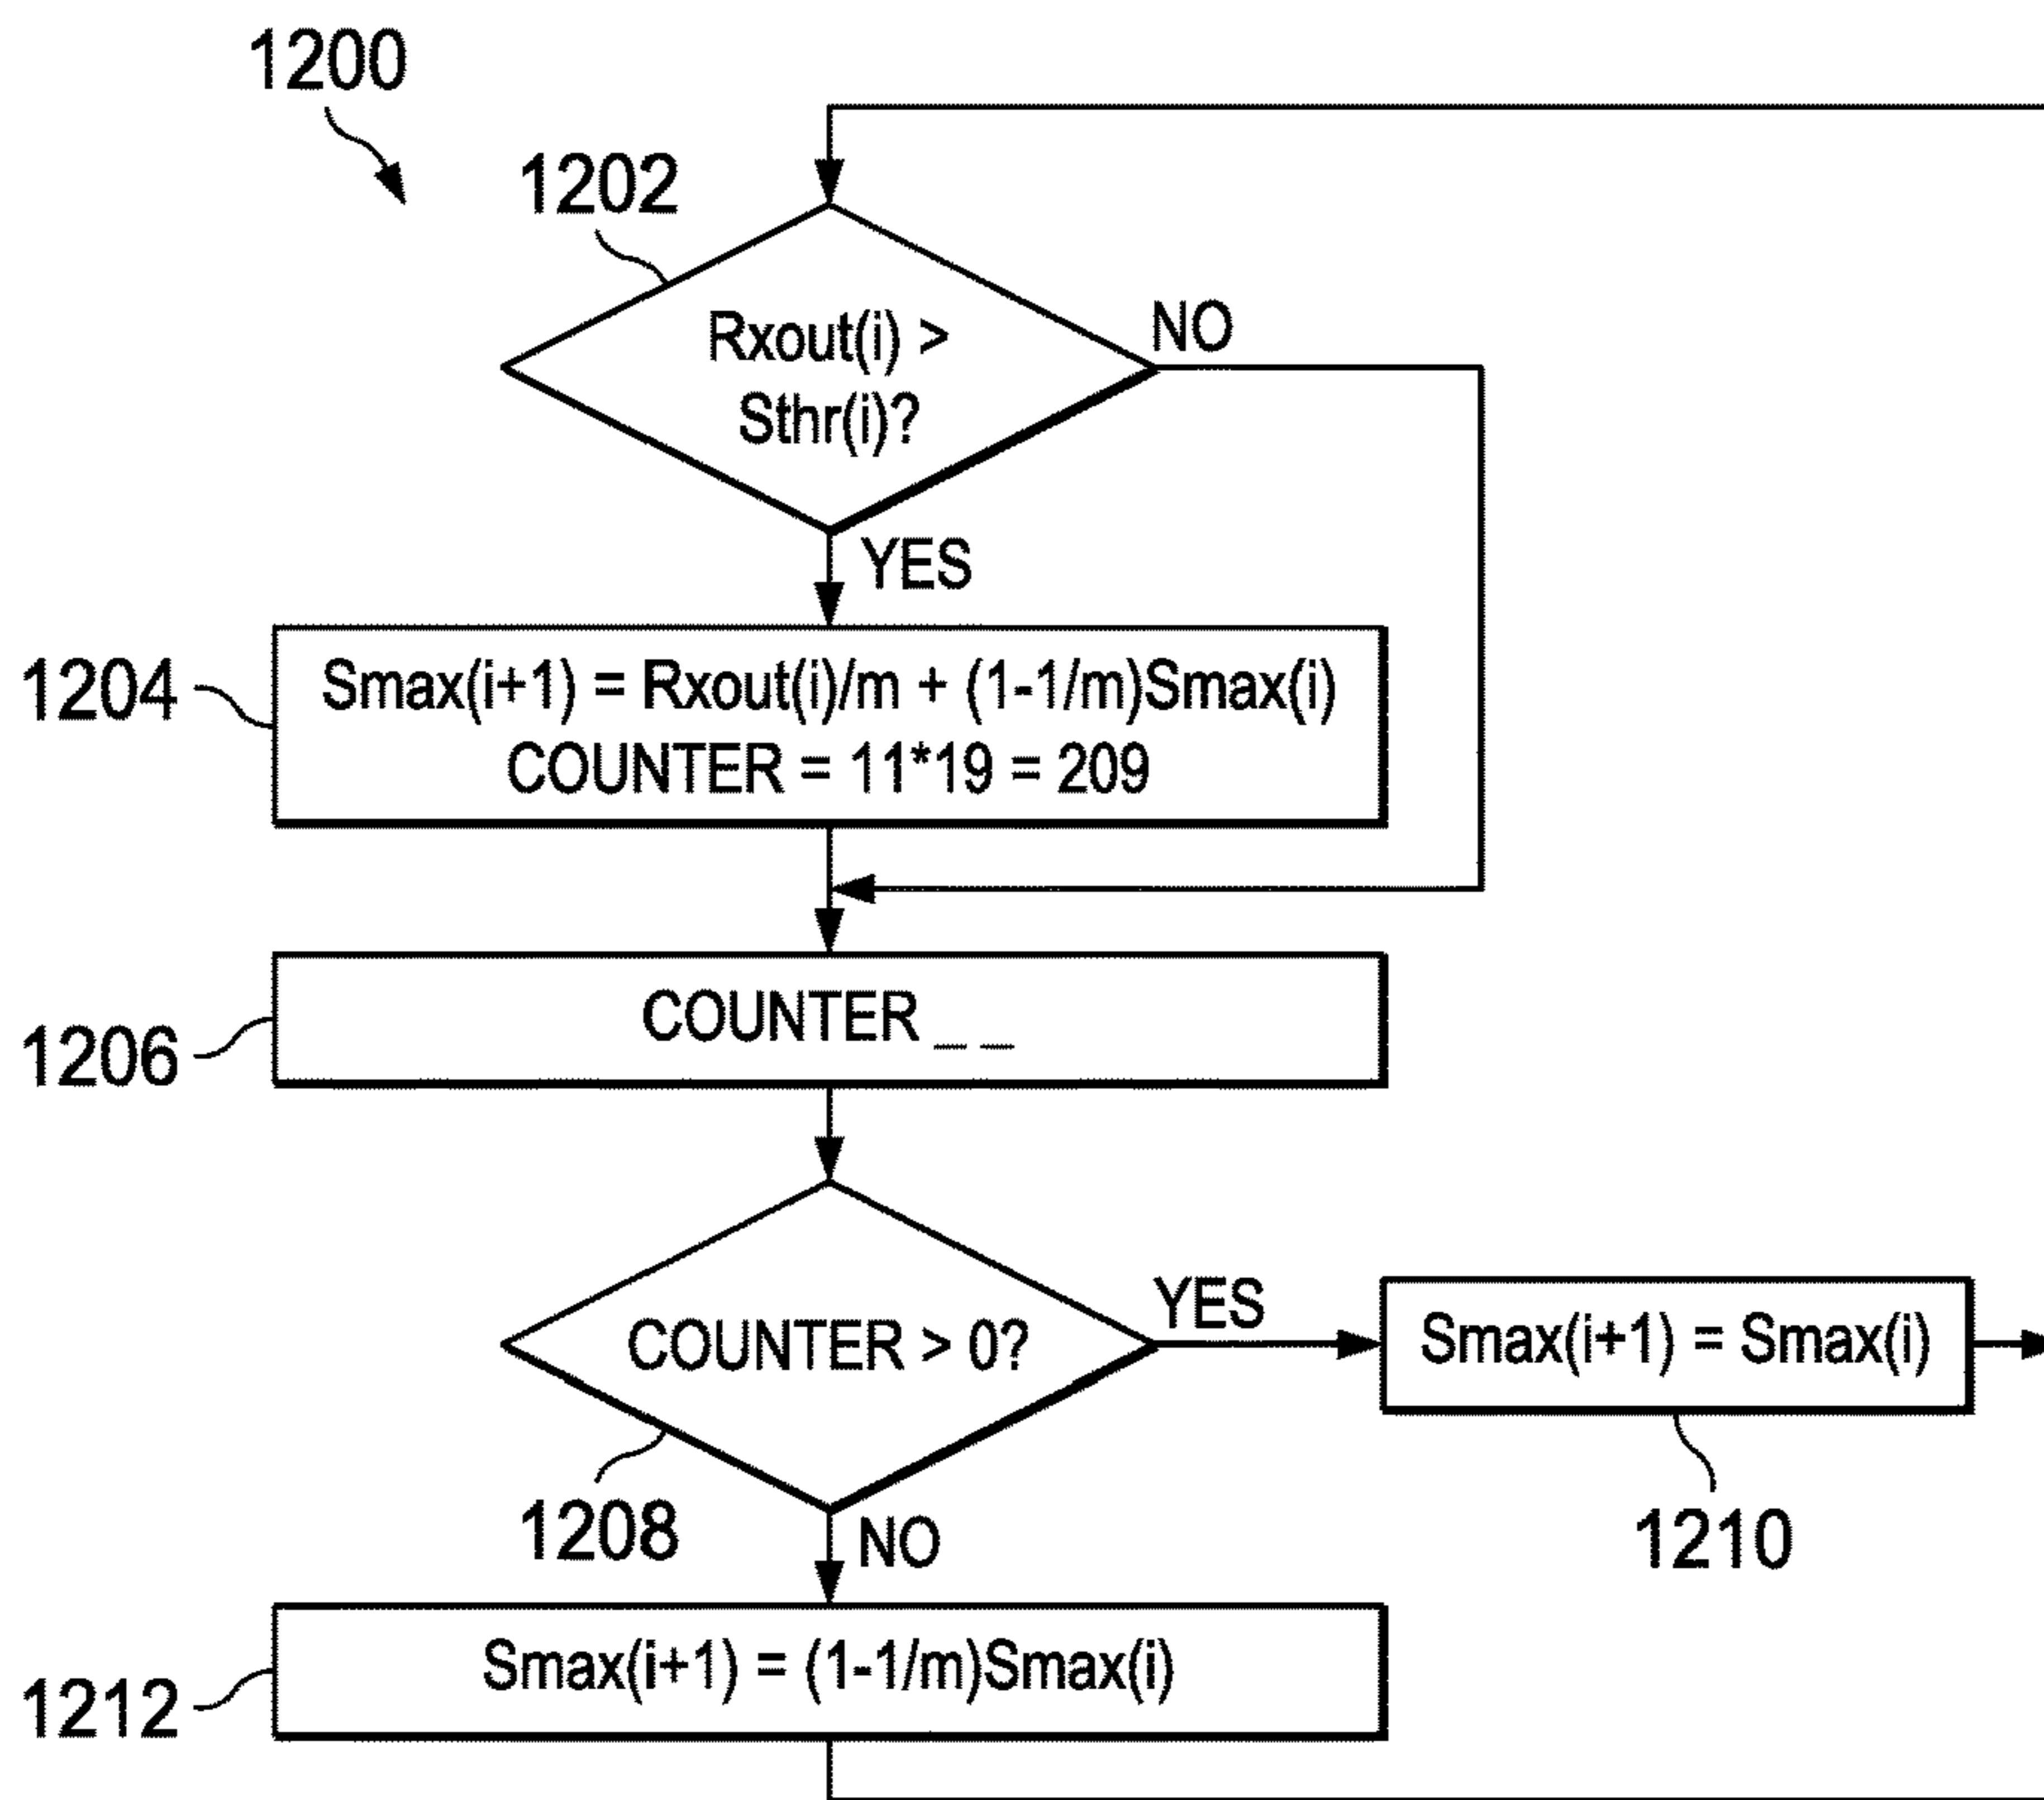 1200
1202
Rxout(i) >
Sthr(i)?
NO
YES
1204
Smax(i+1) = Rxout(i)/m + (1-1/m)Smax(i)
COUNTER = 11*19 = 209
1206
COUNTER _ _
COUNTER > 0?
YES
Smax(i+1) = Smax(i)
1208
NO
1210
1212
Smax(i+1) = (1-1/m)Smax(i)